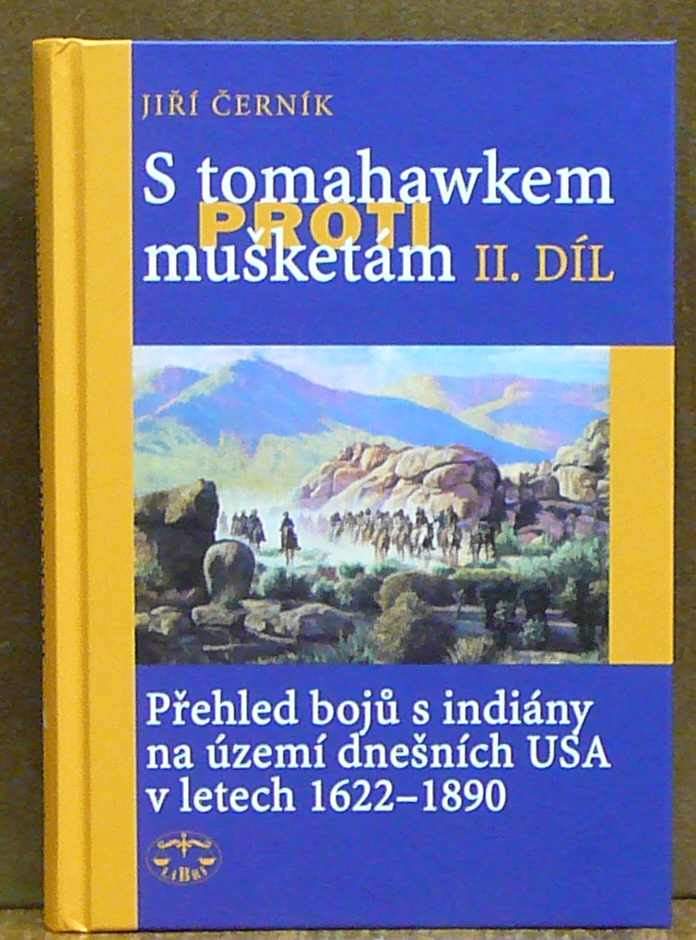 JIŘÍ ČERNÍK
S tomahawkem
PROTI
mušketám II. DÍL
Přehled bojů s indiány
na území dnešních USA
v letech 1622–1890
LIBRI